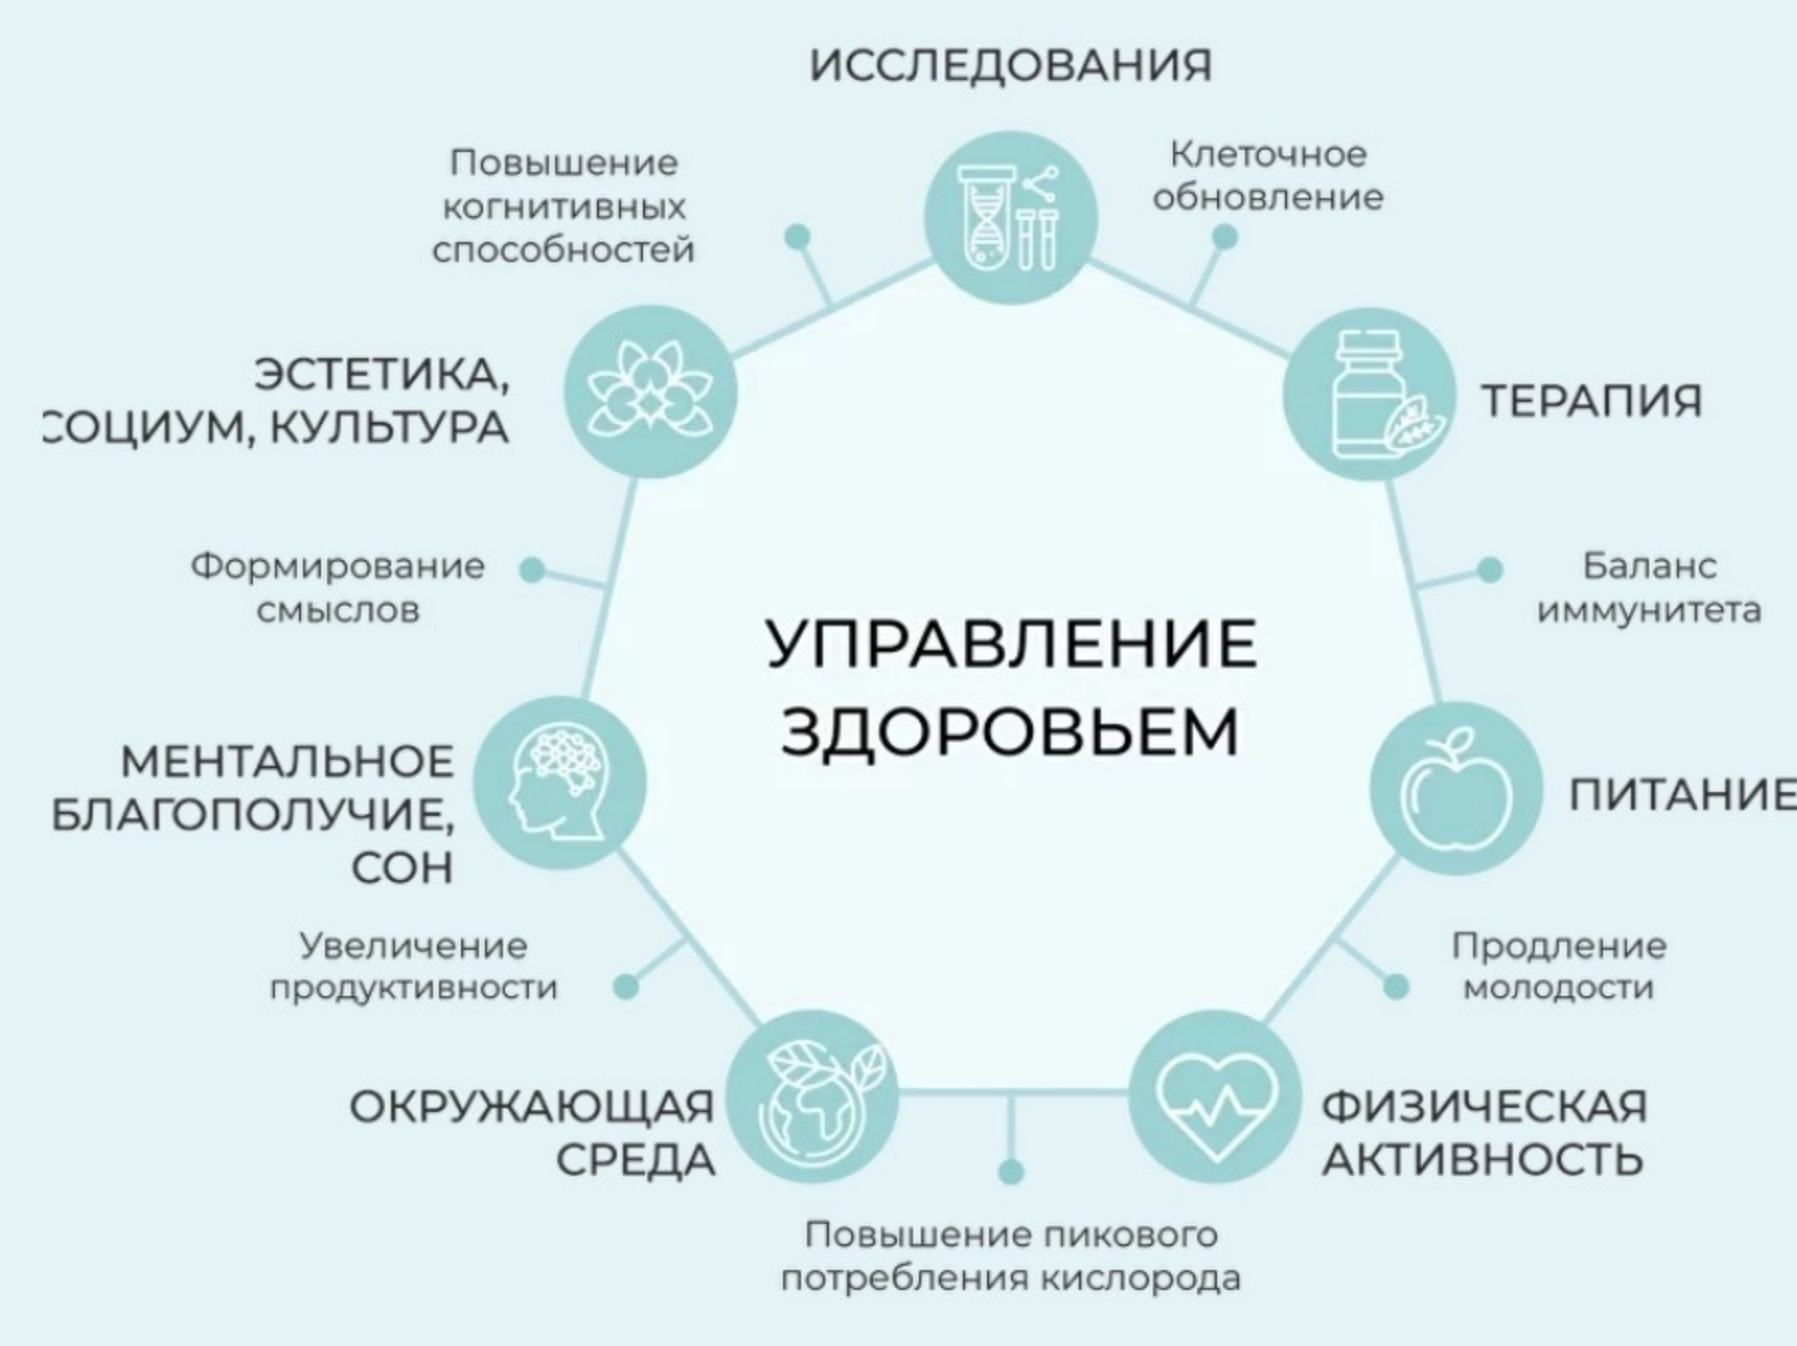 ИССЛЕДОВАНИЯ
Повышение
когнитивных
способностей
Клеточное
обновление
ЭСТЕТИКА,
СОЦИУМ, КУЛЬТУРА
ТЕРАПИЯ
Формирование
смыслов
Баланс
иммунитета
УПРАВЛЕНИЕ
ЗДОРОВЬЕМ
МЕНТАЛЬНОЕ
БЛАГОПОЛУЧИЕ,
СОН
ПИТАНИЕ
Увеличение
продуктивности
Продление
молодости
ОКРУЖАЮЩАЯ
СРЕДА
ФИЗИЧЕСКАЯ
АКТИВНОСТЬ
Повышение пикового
потребления кислорода